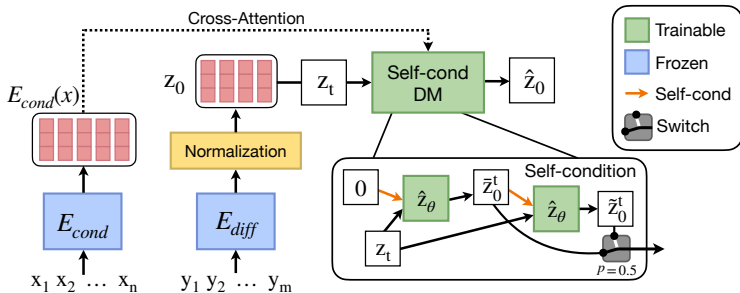 Cross-Attention
E_cond(x)
z_0
z_t
Self-cond
DM
ẑ_0
Trainable
Frozen
Self-cond
Switch
Normalization
E_cond
E_diff
x_1 x_2 … x_n
y_1 y_2 … y_m
Self-condition
0
ẑ_θ
z̄_0^t
ẑ_θ
z̃_0^t
z_t
p = 0.5